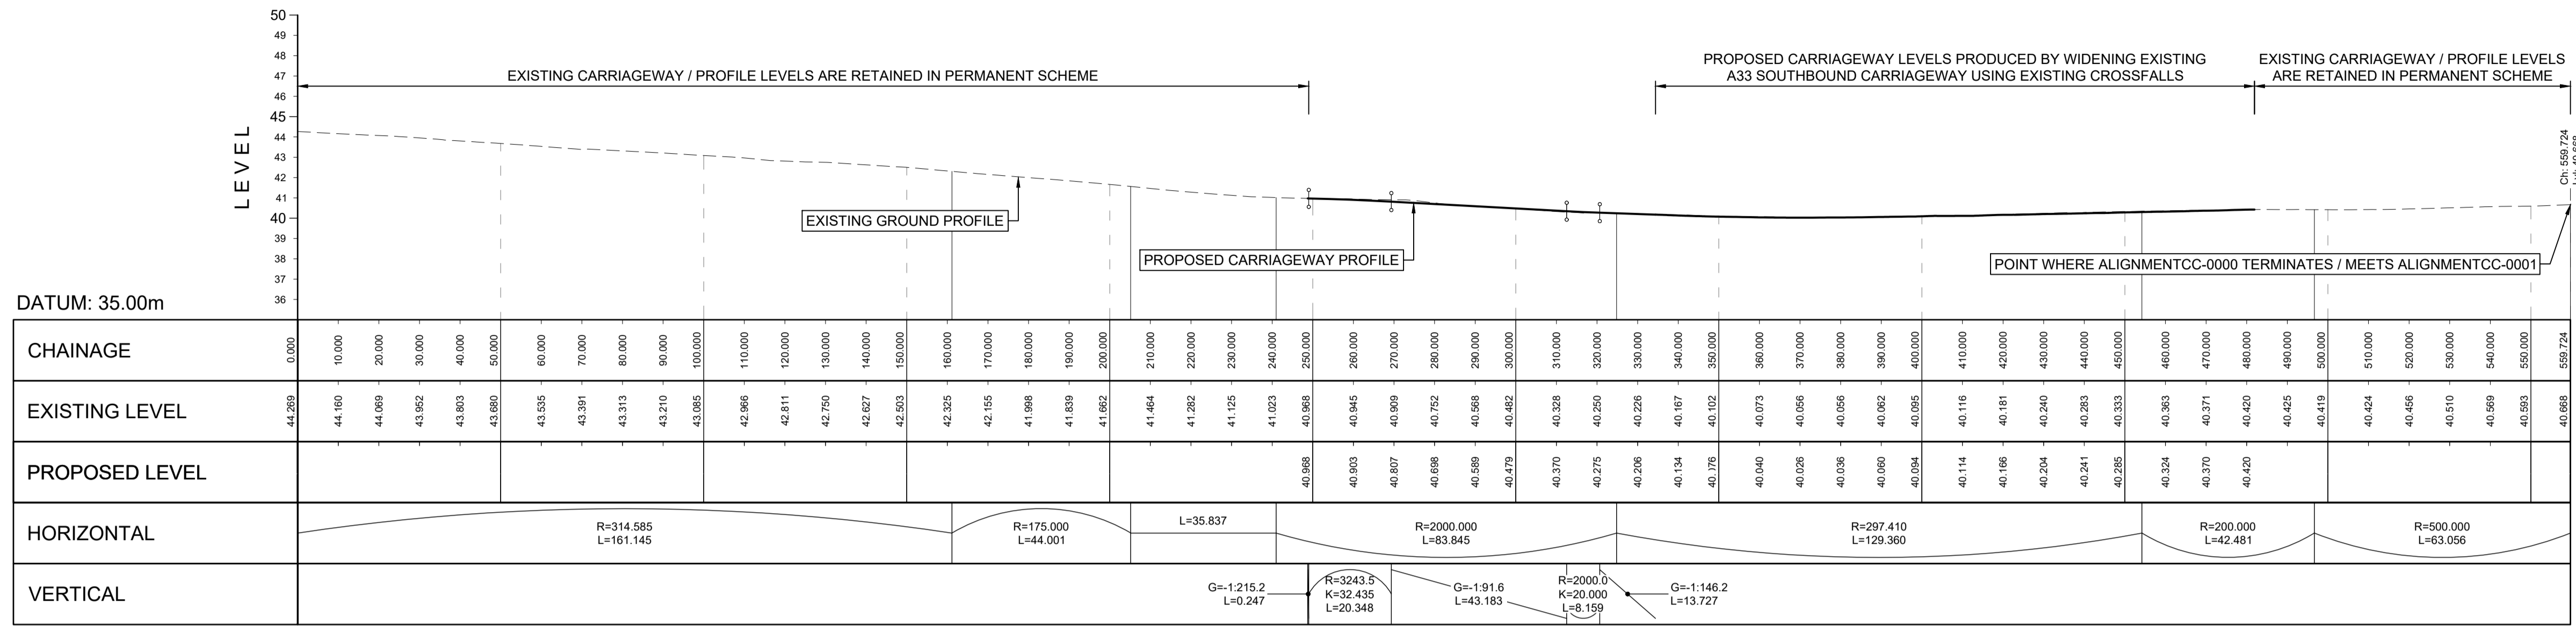 50
49
48
47
46
45
44
43
42
41
40
39
38
37
36
LEVEL
DATUM: 35.00m
EXISTING CARRIAGEWAY / PROFILE LEVELS ARE RETAINED IN PERMANENT SCHEME
PROPOSED CARRIAGEWAY LEVELS PRODUCED BY WIDENING EXISTING
A33 SOUTHBOUND CARRIAGEWAY USING EXISTING CROSSFALLS
EXISTING CARRIAGEWAY / PROFILE LEVELS
ARE RETAINED IN PERMANENT SCHEME
Ch: 559.724
EXISTING GROUND PROFILE
PROPOSED CARRIAGEWAY PROFILE
POINT WHERE ALIGNMENTCC-0000 TERMINATES / MEETS ALIGNMENTCC-0001
CHAINAGE
0.000 10.000 20.000 30.000 40.000 50.000 60.000 70.000 80.000 90.000 100.000 110.000 120.000 130.000 140.000 150.000 160.000 170.000 180.000 190.000 200.000 210.000 220.000 230.000 240.000 250.000 260.000 270.000 280.000 290.000 300.000 310.000 320.000 330.000 340.000 350.000 360.000 370.000 380.000 390.000 400.000 410.000 420.000 430.000 440.000 450.000 460.000 470.000 480.000 490.000 500.000 510.000 520.000 530.000 540.000 550.000 559.724
EXISTING LEVEL
44.269 44.160 44.069 43.952 43.803 43.680 43.535 43.391 43.313 43.210 43.085 42.966 42.811 42.750 42.627 42.503 42.325 42.155 41.998 41.839 41.662 41.464 41.282 41.125 41.023 40.968 40.945 40.909 40.752 40.568 40.482 40.328 40.250 40.226 40.167 40.102 40.073 40.056 40.056 40.062 40.095 40.116 40.181 40.240 40.283 40.333 40.363 40.371 40.420 40.425 40.419 40.424 40.456 40.510 40.569 40.593 40.668
PROPOSED LEVEL
40.968 40.903 40.807 40.698 40.589 40.479 40.370 40.275 40.206 40.134 40.040 40.026 40.036 40.060 40.094 40.114 40.166 40.204 40.241 40.285 40.324 40.370 40.420
HORIZONTAL
R=314.585
L=161.145
R=175.000
L=44.001
L=35.837
R=2000.000
L=83.845
R=297.410
L=129.360
R=200.000
L=42.481
R=500.000
L=63.056
VERTICAL
G=-1:215.2
L=0.247
R=3243.5
K=32.435
L=20.348
G=-1:91.6
L=43.183
R=2000.0
K=20.000
L=8.159
G=-1:146.2
L=13.727